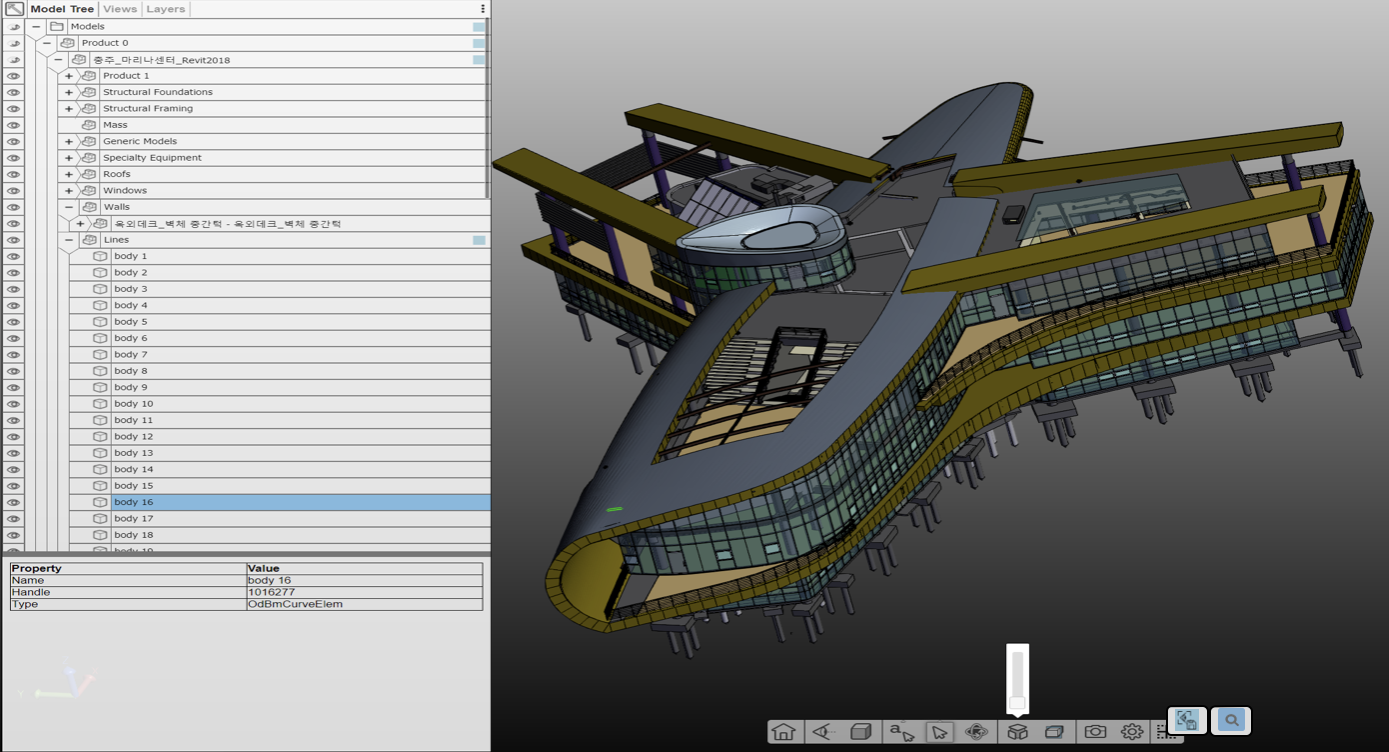 Model Tree Views Layers
Models
Product 0
충주_마리나센터_Revit2018
Product 1
Structural Foundations
Structural Framing
Mass
Generic Models
Specialty Equipment
Roofs
Windows
Walls
옥외데크_벽체 중간턱 - 옥외데크_벽체 중간턱
Lines
body 1
body 2
body 3
body 4
body 5
body 6
body 7
body 8
body 9
body 10
body 11
body 12
body 13
body 14
body 15
body 16
body 17
body 18
body 19
Property Value
Name body 16
Handle 1016277
Type OdBmCurveElem